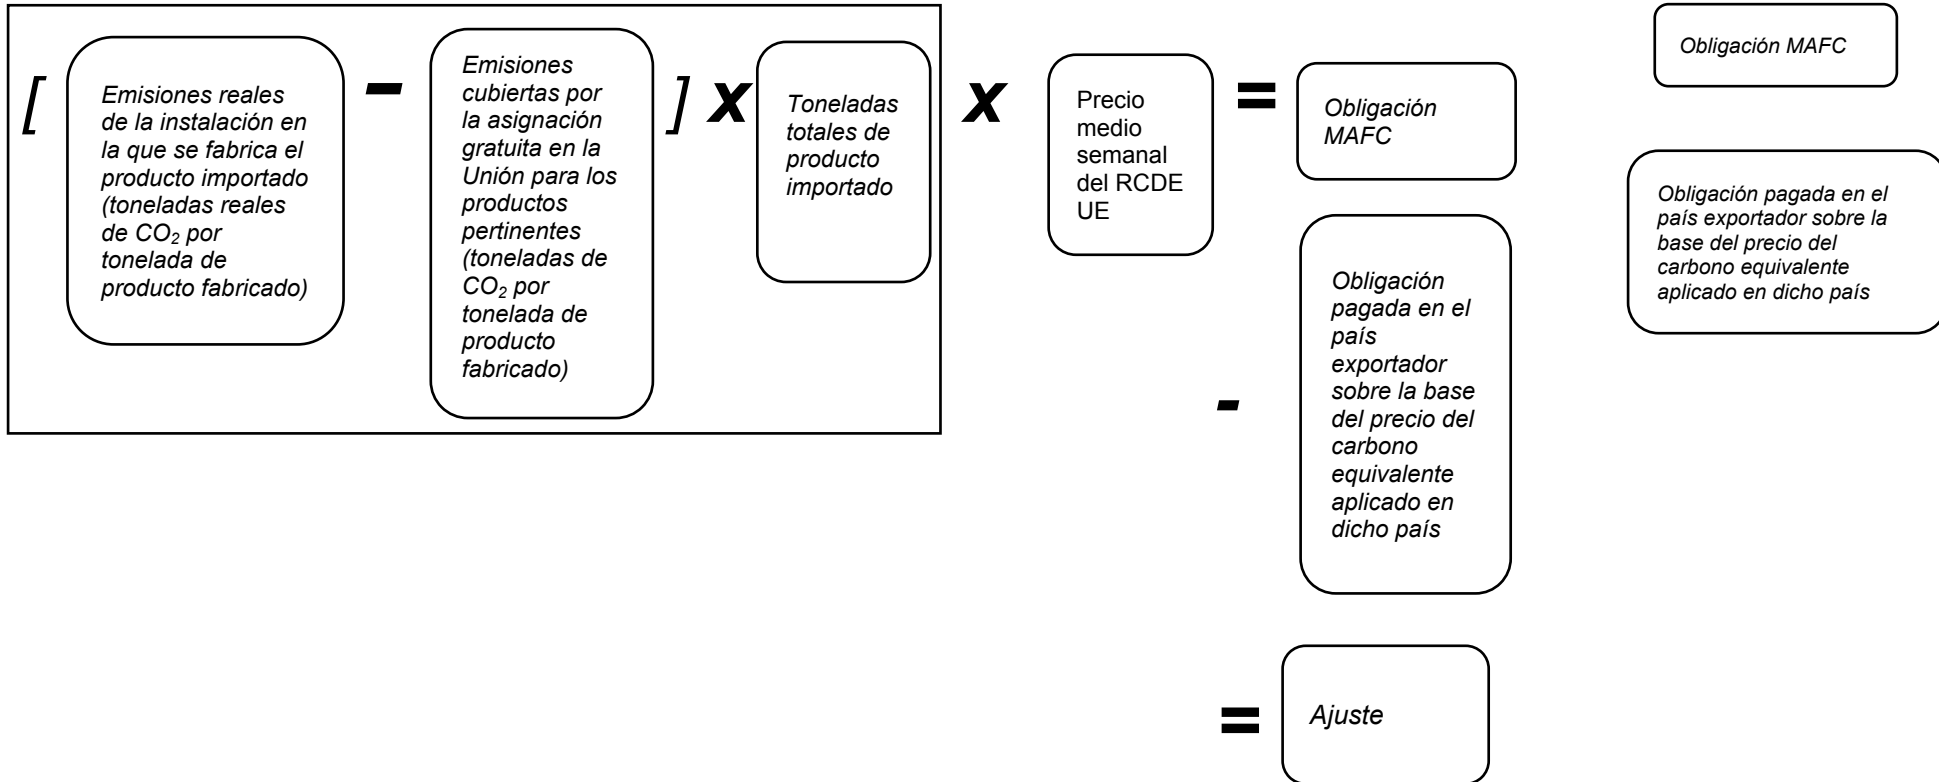 [
Emisiones reales
de la instalación en
la que se fabrica el
producto importado
(toneladas reales
de CO₂ por
tonelada de
producto fabricado)
-
Emisiones
cubiertas por
la asignación
gratuita en la
Unión para los
productos
pertinentes
(toneladas de
CO₂ por
tonelada de
producto
fabricado)
]
x
Toneladas
totales de
producto
importado
x
Precio
medio
semanal
del RCDE
UE
=
Obligación
MAFC
-
Obligación
pagada en el
país
exportador
sobre la base
del precio del
carbono
equivalente
aplicado en
dicho país
=
Ajuste
Obligación MAFC
Obligación pagada en el
país exportador sobre la
base del precio del
carbono equivalente
aplicado en dicho país